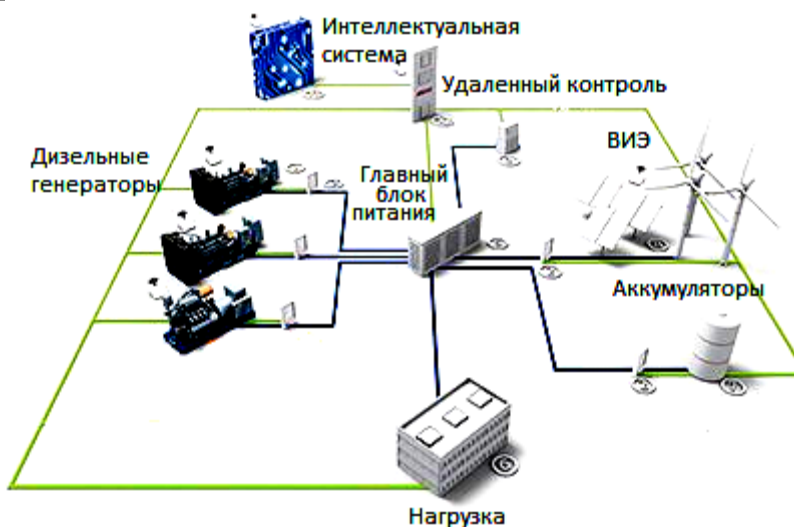 Интеллектуальная
система
Удаленный контроль
Дизельные
генераторы
Главный
блок
питания
ВИЭ
Аккумуляторы
Нагрузка